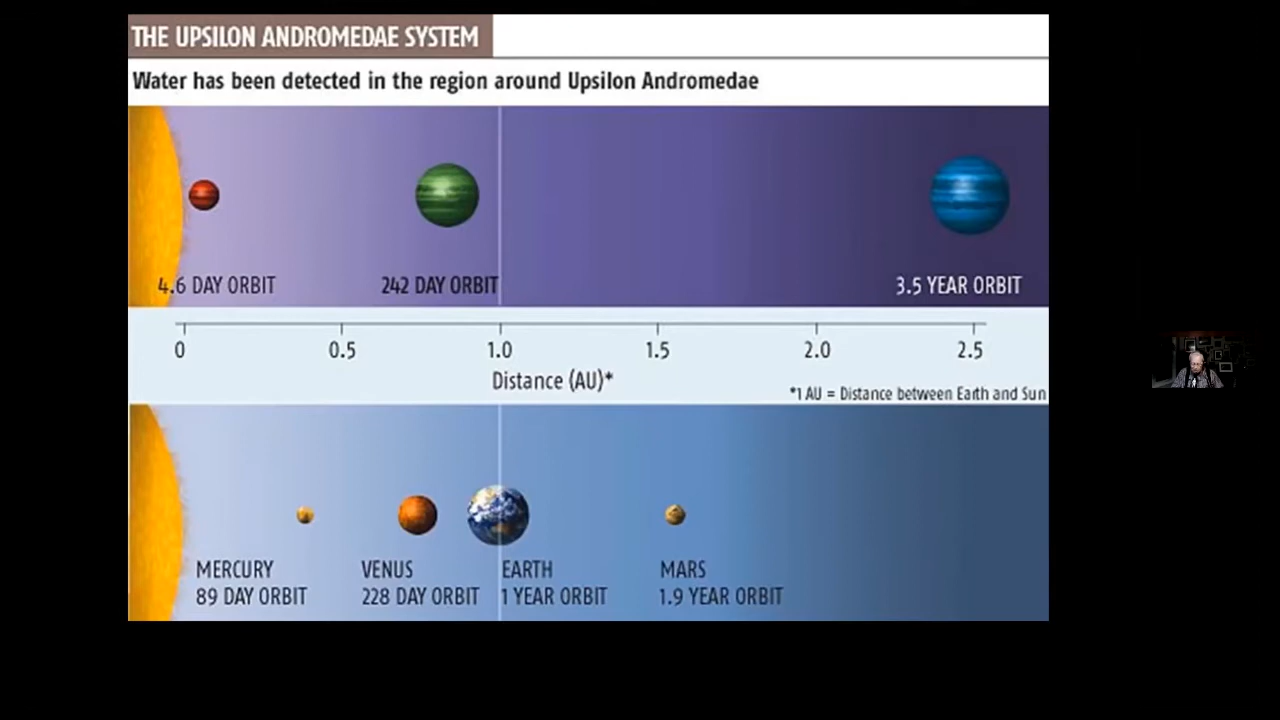 THE UPSILON ANDROMEDAE SYSTEM
Water has been detected in the region around Upsilon Andromedae
4.6 DAY ORBIT
242 DAY ORBIT
3.5 YEAR ORBIT
0 0.5 1.0 1.5 2.0 2.5
Distance (AU)*
*1 AU = Distance between Earth and Sun
MERCURY
89 DAY ORBIT
VENUS
228 DAY ORBIT
EARTH
1 YEAR ORBIT
MARS
1.9 YEAR ORBIT